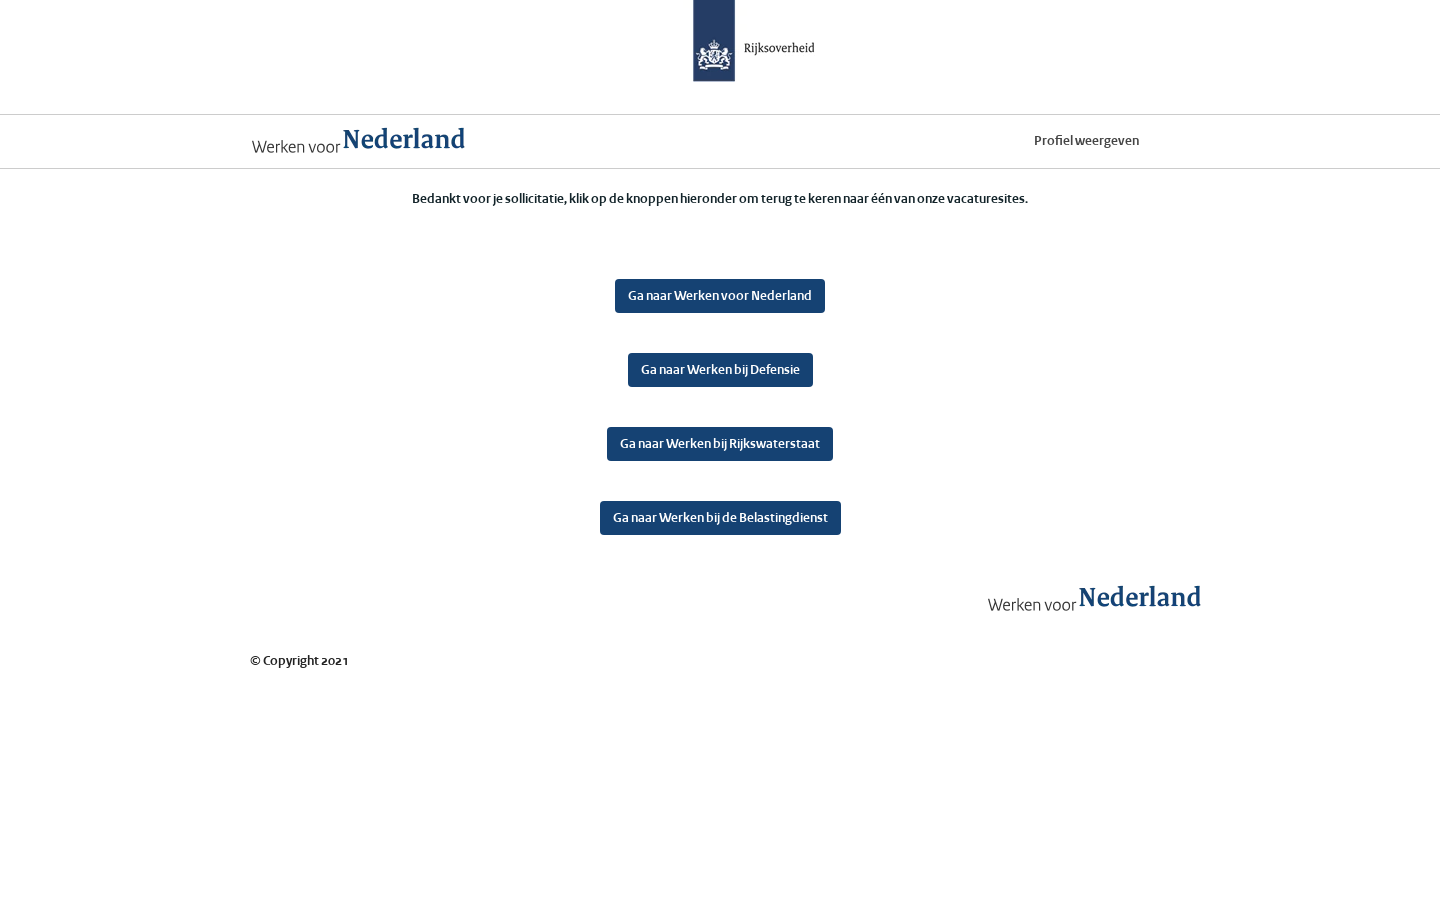 Rijksoverheid
Werken voor Nederland
Profiel weergeven
Bedankt voor je sollicitatie, klik op de knoppen hieronder om terug te keren naar één van onze vacaturesites.
Ga naar Werken voor Nederland
Ga naar Werken bij Defensie
Ga naar Werken bij Rijkswaterstaat
Ga naar Werken bij de Belastingdienst
Werken voor Nederland
© Copyright 2021